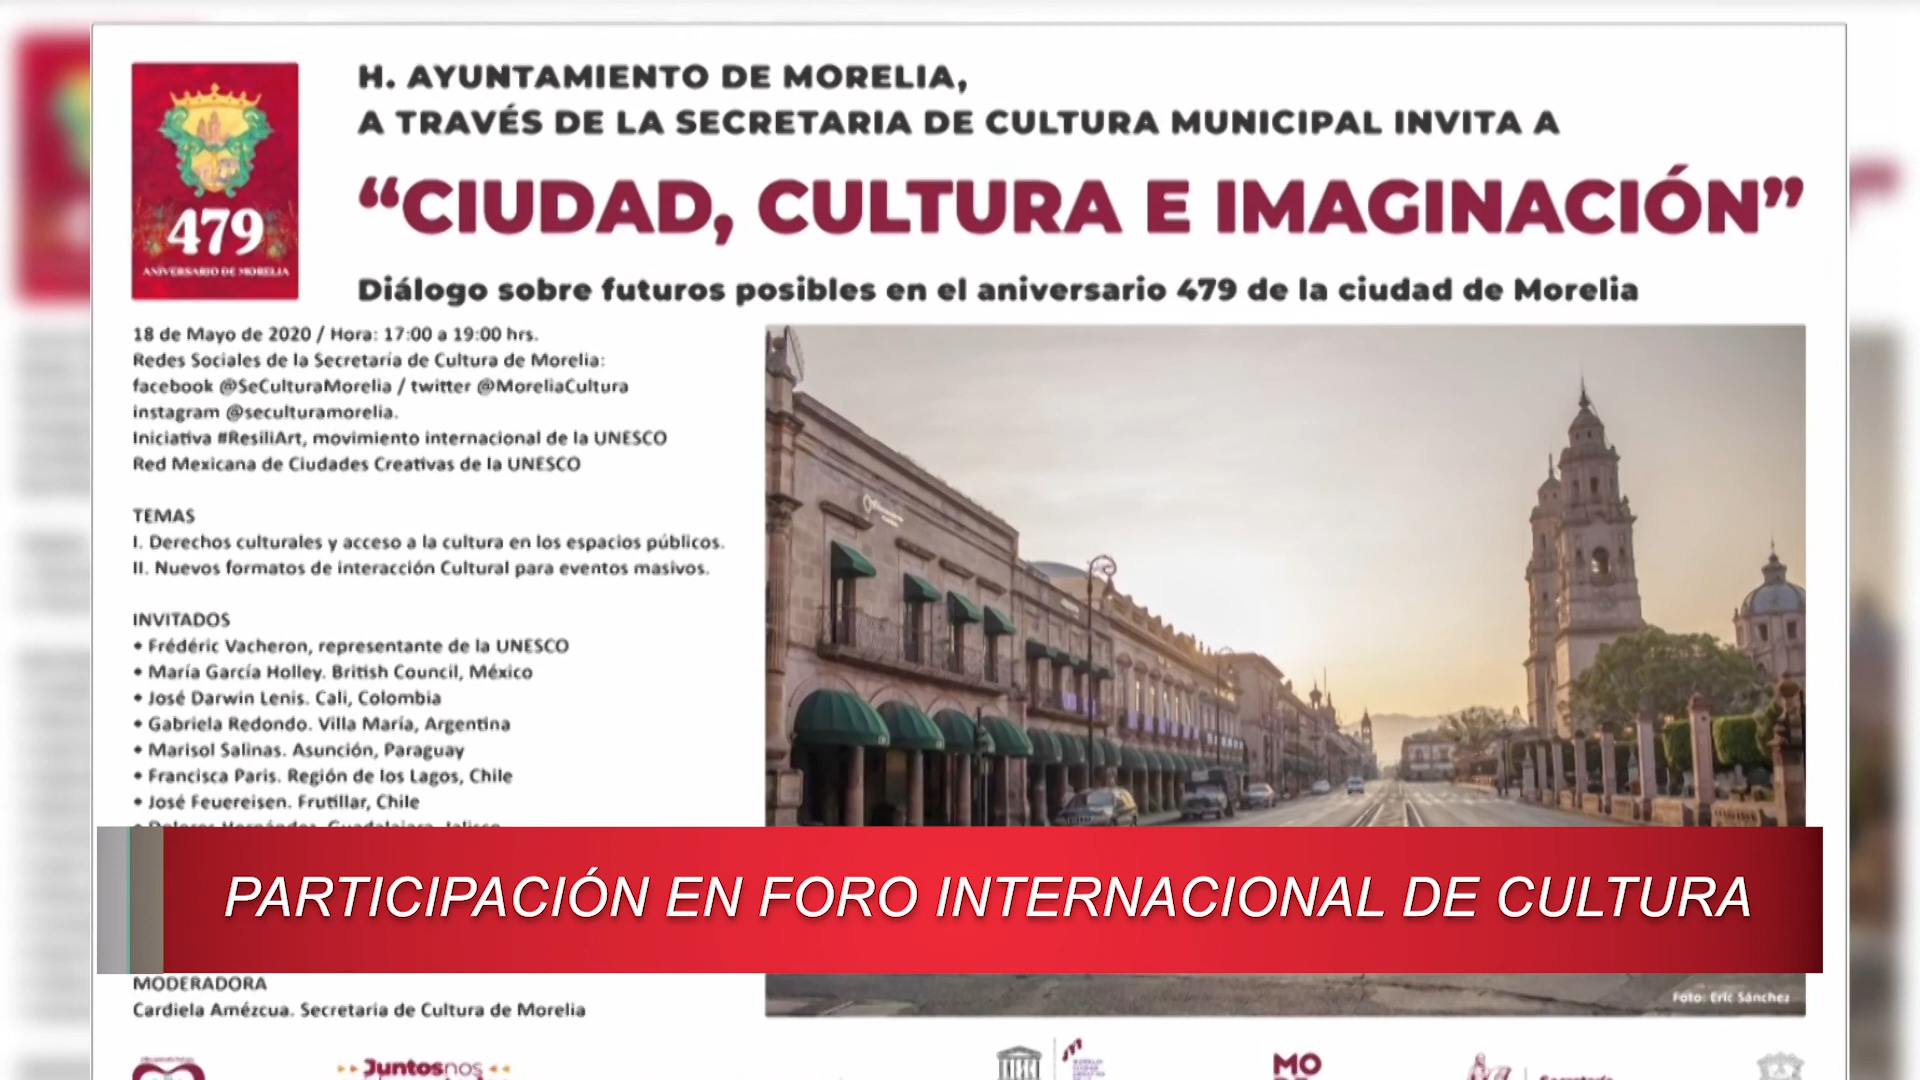 H. AYUNTAMIENTO DE MORELIA,
A TRAVÉS DE LA SECRETARIA DE CULTURA MUNICIPAL INVITA A
“CIUDAD, CULTURA E IMAGINACIÓN”
Diálogo sobre futuros posibles en el aniversario 479 de la ciudad de Morelia
479
ANIVERSARIO DE MORELIA
18 de Mayo de 2020 / Hora: 17:00 a 19:00 hrs.
Redes Sociales de la Secretaría de Cultura de Morelia:
facebook @SeCulturaMorelia / twitter @MoreliaCultura
instagram @seculturamorelia.
Iniciativa #ResiliArt, movimiento internacional de la UNESCO
Red Mexicana de Ciudades Creativas de la UNESCO
TEMAS
I. Derechos culturales y acceso a la cultura en los espacios públicos.
II. Nuevos formatos de interacción Cultural para eventos masivos.
INVITADOS
• Frédéric Vacheron, representante de la UNESCO
• María García Holley. British Council, México
• José Darwin Lenis. Cali, Colombia
• Gabriela Redondo. Villa María, Argentina
• Marisol Salinas. Asunción, Paraguay
• Francisca Paris. Región de los Lagos, Chile
• José Feuereisen. Frutillar, Chile
PARTICIPACIÓN EN FORO INTERNACIONAL DE CULTURA
MODERADORA
Cardiela Amézcua. Secretaria de Cultura de Morelia
Foto: Eric Sánchez
Juntosnos
MO